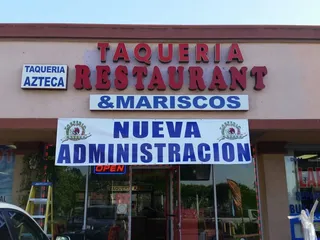 TAQUERIA
TAQUERIA
AZTECA
RESTAURANT
& MARISCOS
NUEVA
ADMINISTRACION
OPEN